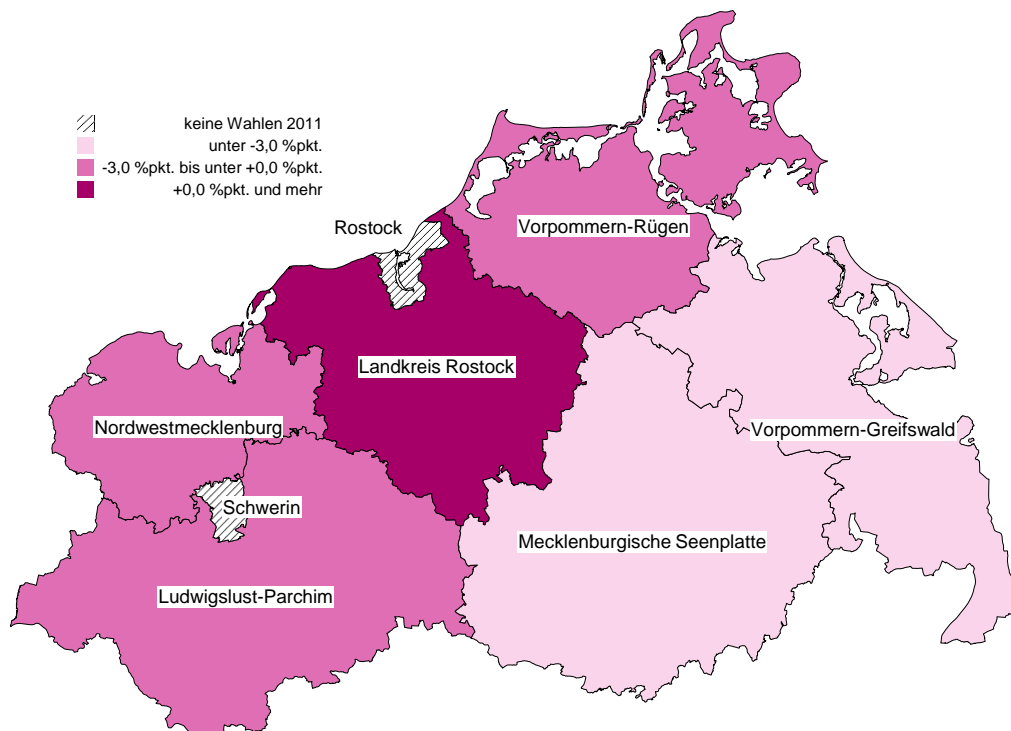 keine Wahlen 2011
unter -3,0 %pkt.
-3,0 %pkt. bis unter +0,0 %pkt.
+0,0 %pkt. und mehr
Rostock
Vorpommern-Rügen
Landkreis Rostock
Nordwestmecklenburg
Vorpommern-Greifswald
Schwerin
Mecklenburgische Seenplatte
Ludwigslust-Parchim